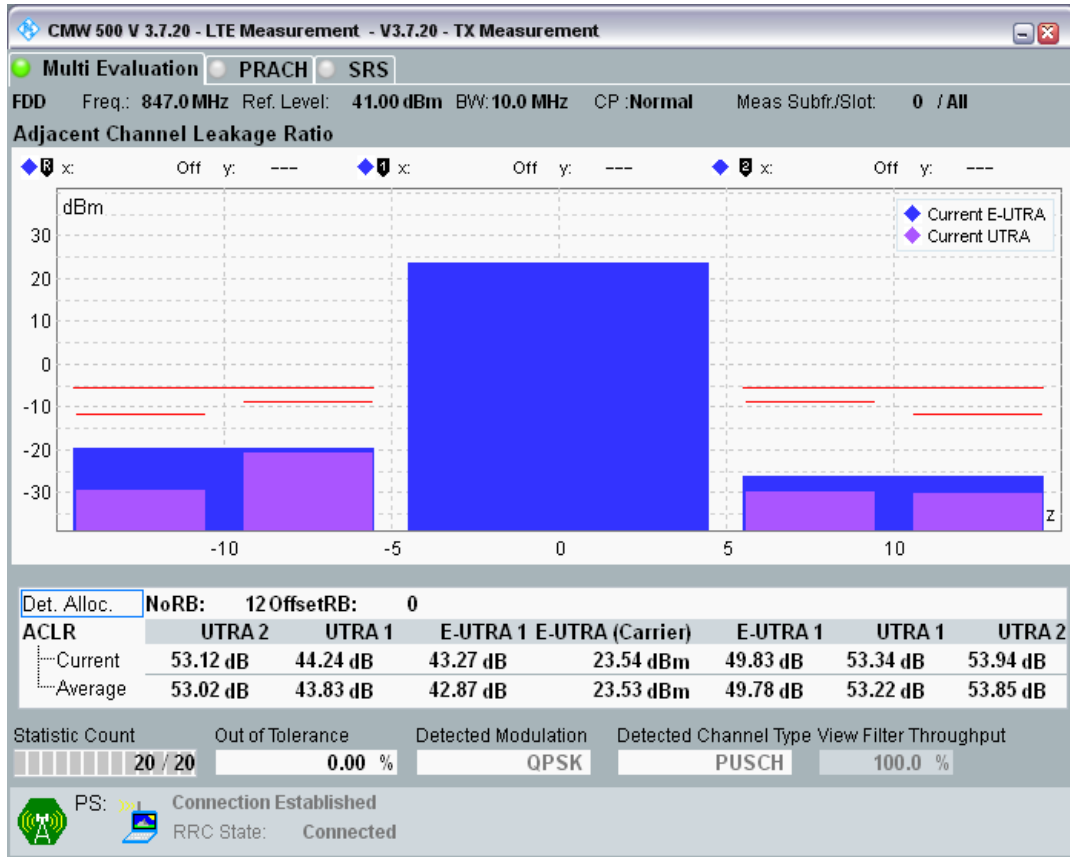 CMW 500 V 3.7.20 - LTE Measurement - V3.7.20 - TX Measurement
Multi Evaluation PRACH SRS
FDD Freq.: 847.0 MHz Ref. Level: 41.00 dBm BW: 10.0 MHz CP :Normal Meas Subfr./Slot: 0 / All
Adjacent Channel Leakage Ratio
R x: Off y: --- 1 x: Off y: --- 2 x: Off y: ---
dBm
Current E-UTRA
Current UTRA
30
20
10
0
-10
-20
-30
z
-10 -5 0 5 10
Det. Alloc. NoRB: 12 OffsetRB: 0
ACLR UTRA 2 UTRA 1 E-UTRA 1 E-UTRA (Carrier) E-UTRA 1 UTRA 1 UTRA 2
Current 53.12 dB 44.24 dB 43.27 dB 23.54 dBm 49.83 dB 53.34 dB 53.94 dB
Average 53.02 dB 43.83 dB 42.87 dB 23.53 dBm 49.78 dB 53.22 dB 53.85 dB
Statistic Count Out of Tolerance Detected Modulation Detected Channel Type View Filter Throughput
20 / 20 0.00 % QPSK PUSCH 100.0 %
PS: Connection Established
RRC State: Connected